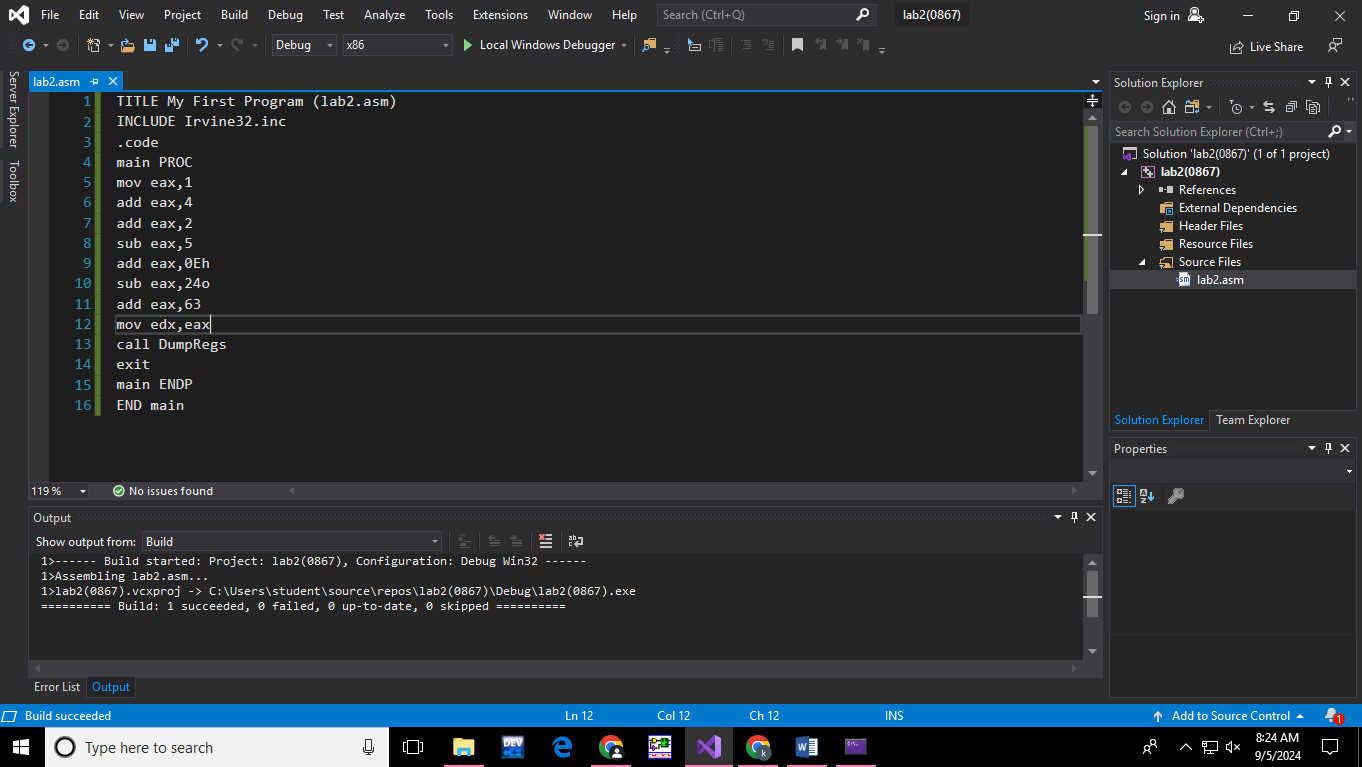 File Edit View Project Build Debug Test Analyze Tools Extensions Window Help Search (Ctrl+Q) lab2(0867) Sign in
Debug x86 Local Windows Debugger Live Share
Server Explorer
Toolbox
lab2.asm
1 TITLE My First Program (lab2.asm)
2 INCLUDE Irvine32.inc
3 .code
4 main PROC
5 mov eax,1
6 add eax,4
7 add eax,2
8 sub eax,5
9 add eax,0Eh
10 sub eax,24o
11 add eax,63
12 mov edx,eax
13 call DumpRegs
14 exit
15 main ENDP
16 END main
119 % No issues found
Output
Show output from: Build
1>------ Build started: Project: lab2(0867), Configuration: Debug Win32 ------
1>Assembling lab2.asm...
1>lab2(0867).vcxproj -> C:\Users\student\source\repos\lab2(0867)\Debug\lab2(0867).exe
========== Build: 1 succeeded, 0 failed, 0 up-to-date, 0 skipped ==========
Error List Output
Solution Explorer
Search Solution Explorer (Ctrl+;)
Solution 'lab2(0867)' (1 of 1 project)
lab2(0867)
References
External Dependencies
Header Files
Resource Files
Source Files
lab2.asm
Solution Explorer Team Explorer
Properties
Build succeeded Ln 12 Col 12 Ch 12 INS Add to Source Control 1
Type here to search DEV 8:24 AM
9/5/2024